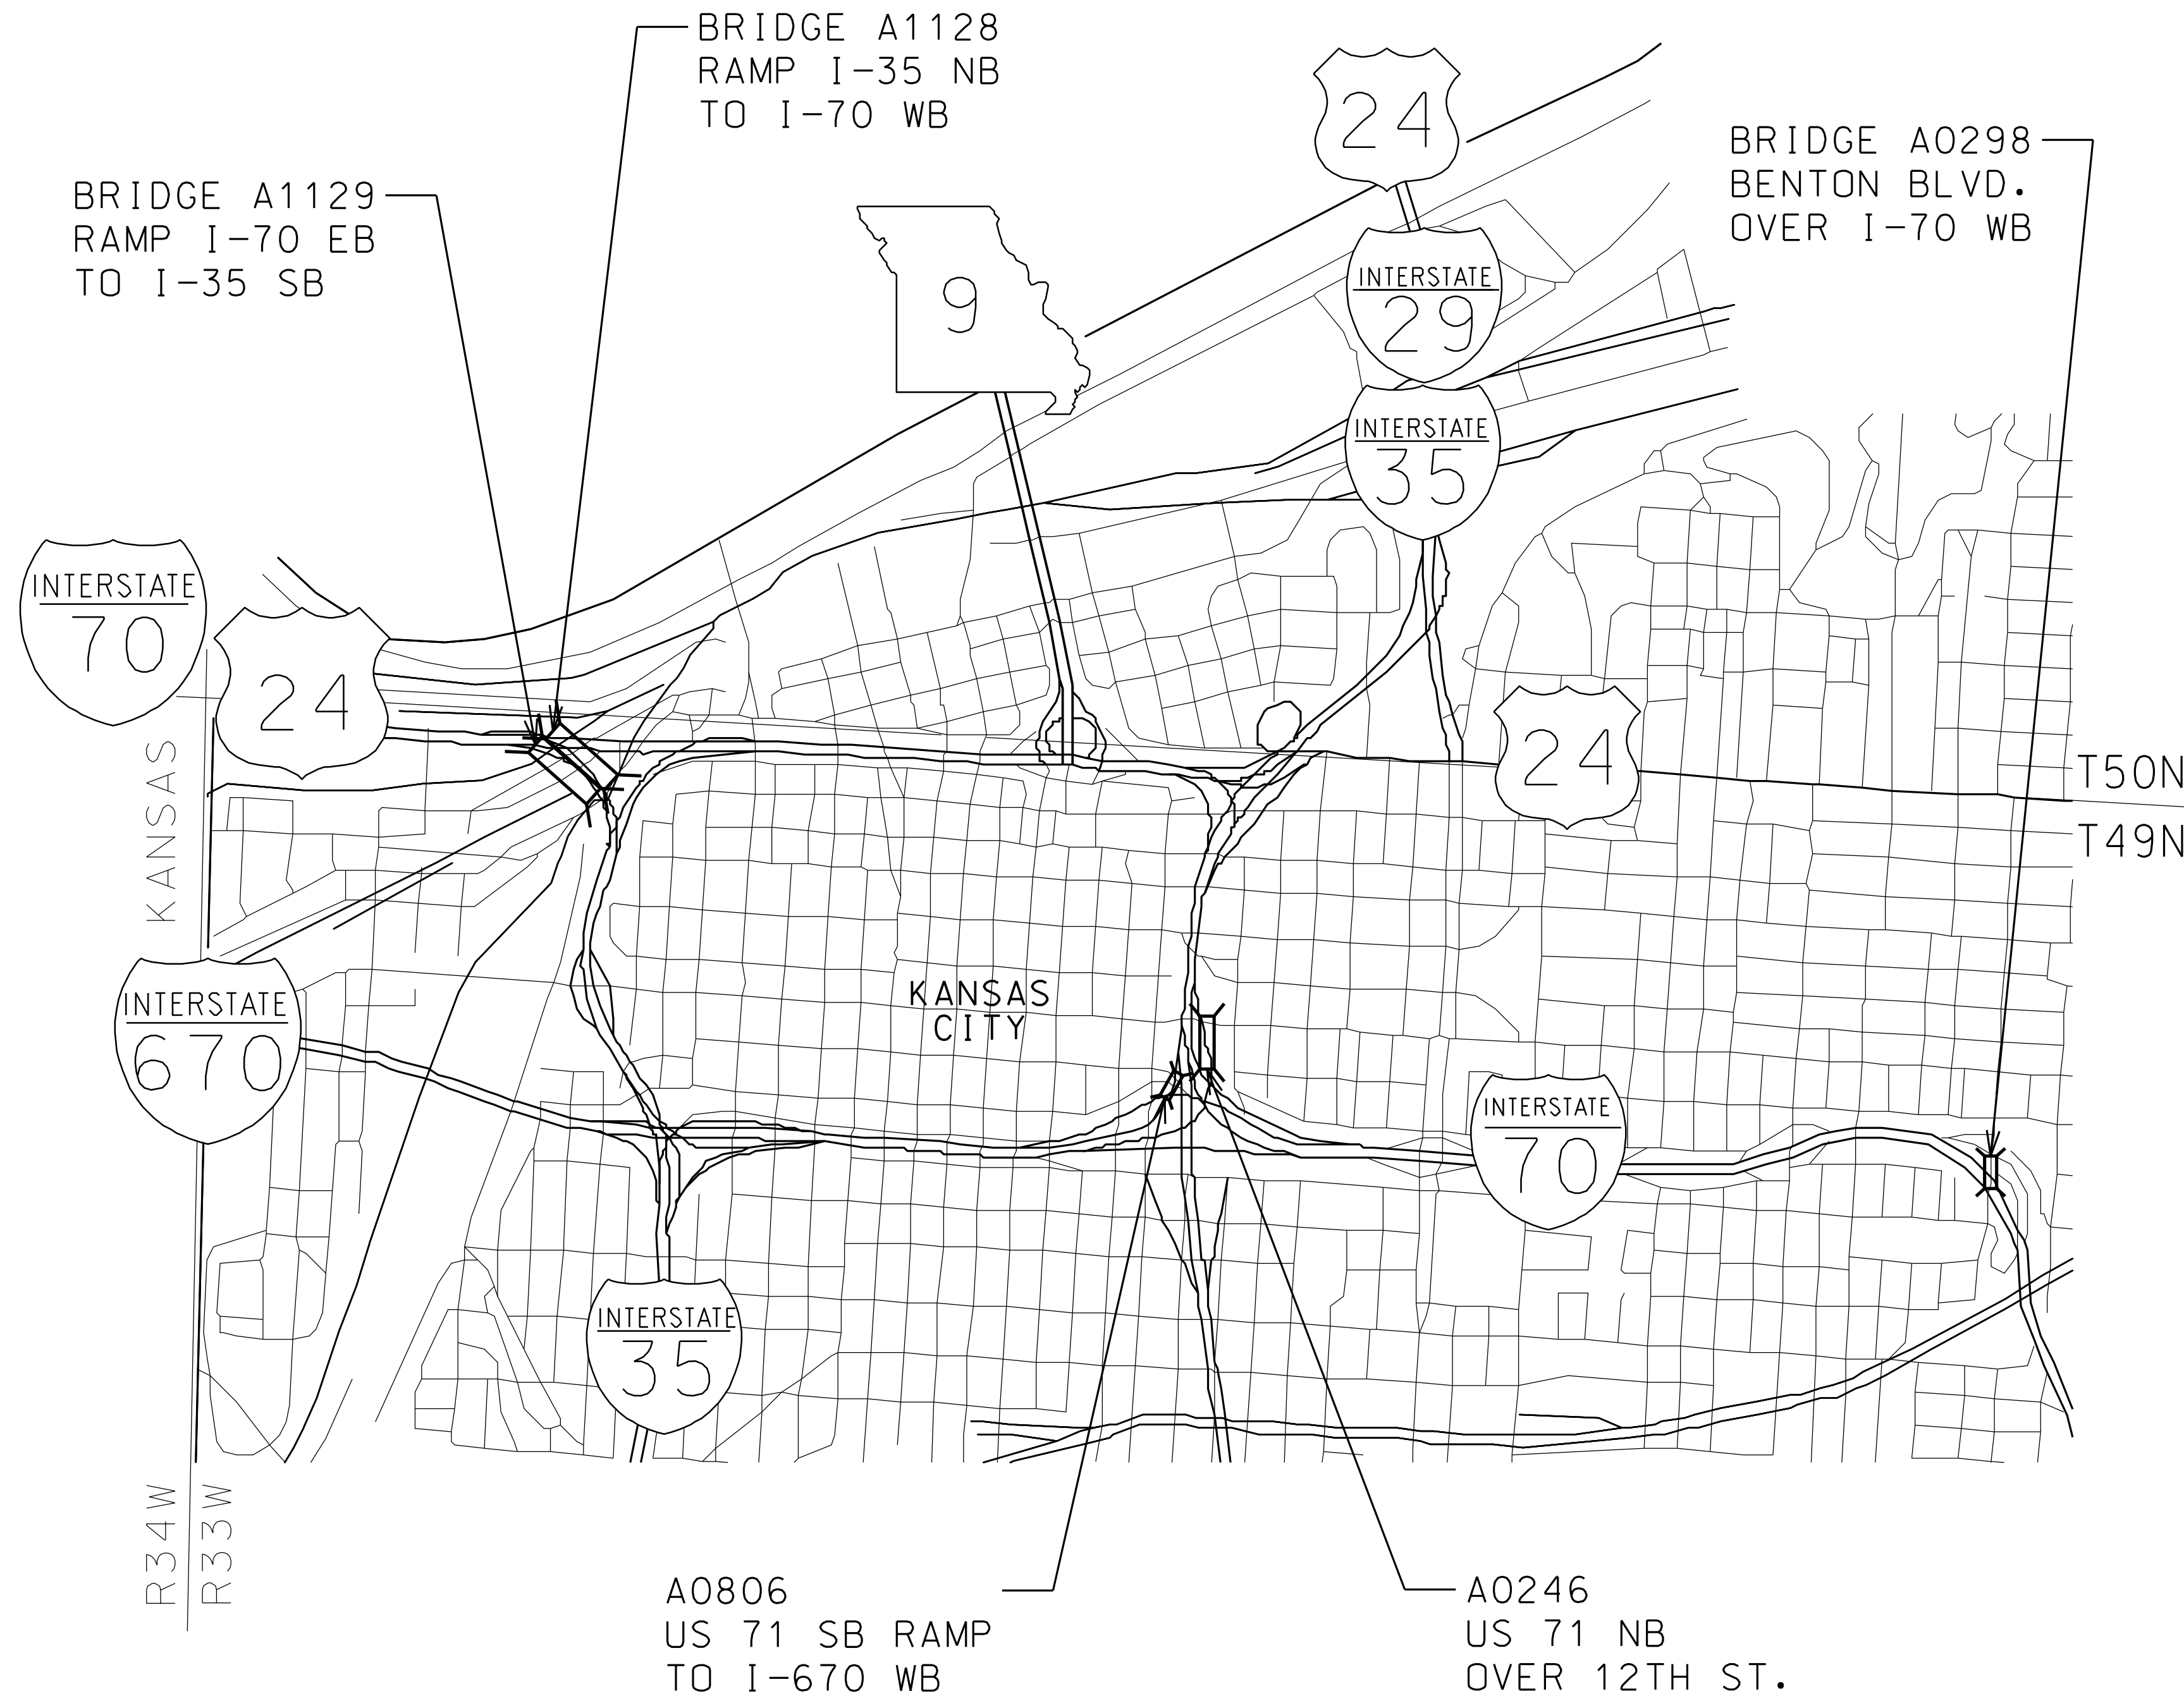 BRIDGE A1128
RAMP I-35 NB
TO I-70 WB
24
BRIDGE A0298
BENTON BLVD.
OVER I-70 WB
BRIDGE A1129
RAMP I-70 EB
TO I-35 SB
9
INTERSTATE
29
INTERSTATE
35
INTERSTATE
70
24
24
T50N
T49N
KANSAS
INTERSTATE
670
KANSAS
CITY
INTERSTATE
70
INTERSTATE
35
R34W
R33W
A0806
US 71 SB RAMP
TO I-670 WB
A0246
US 71 NB
OVER 12TH ST.